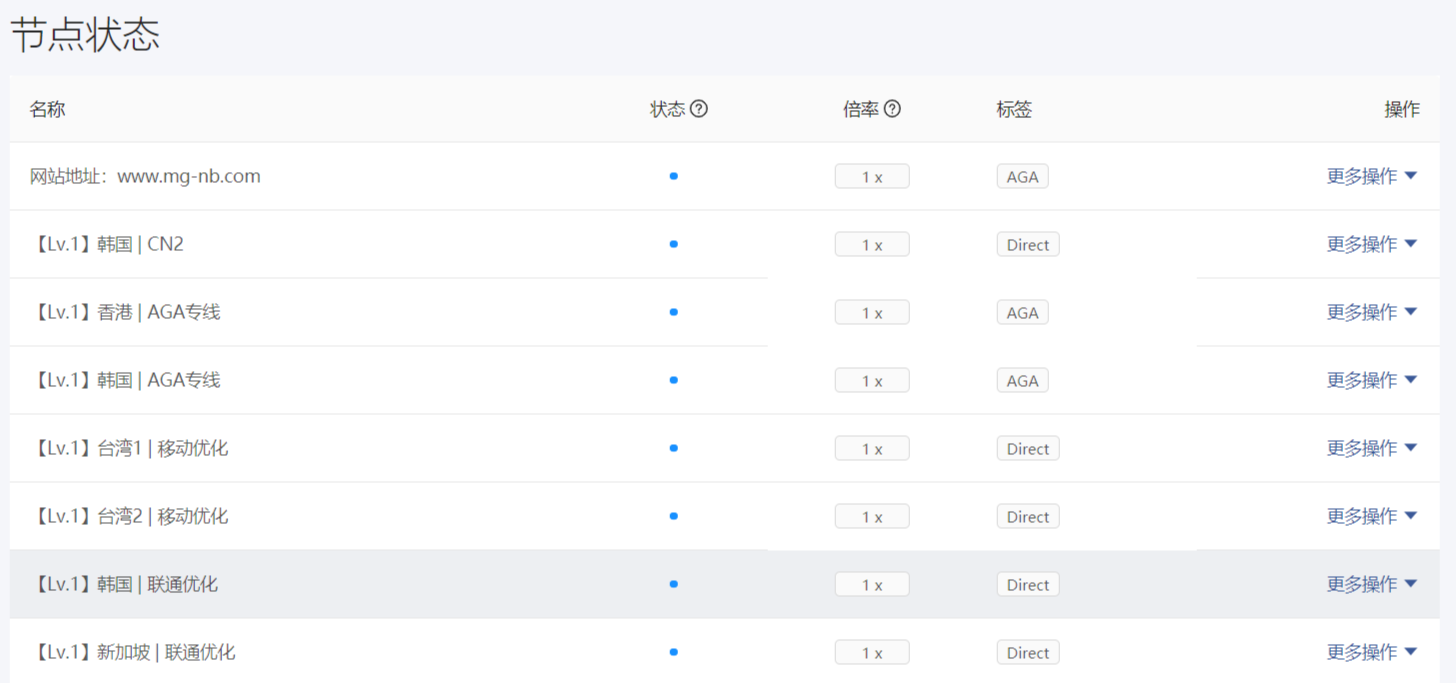 节点状态
名称 状态 倍率 标签 操作
网站地址：www.mg-nb.com 1 x AGA 更多操作
【Lv.1】韩国 | CN2 1 x Direct 更多操作
【Lv.1】香港 | AGA专线 1 x AGA 更多操作
【Lv.1】韩国 | AGA专线 1 x AGA 更多操作
【Lv.1】台湾1 | 移动优化 1 x Direct 更多操作
【Lv.1】台湾2 | 移动优化 1 x Direct 更多操作
【Lv.1】韩国 | 联通优化 1 x Direct 更多操作
【Lv.1】新加坡 | 联通优化 1 x Direct 更多操作